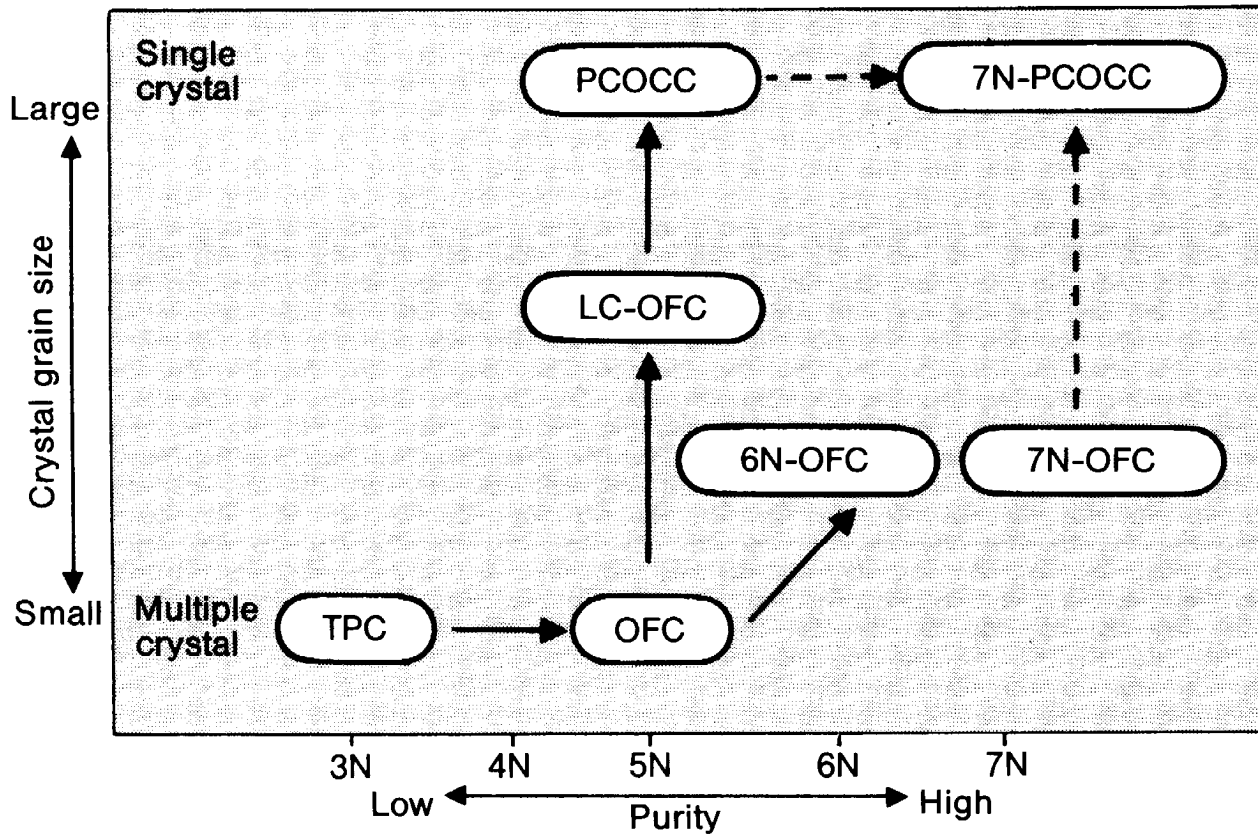 Single
crystal
PCOCC
7N-PCOCC
Large
LC-OFC
Crystal grain size
6N-OFC
7N-OFC
Small
Multiple
crystal
TPC
OFC
3N
4N
5N
6N
7N
Low
Purity
High